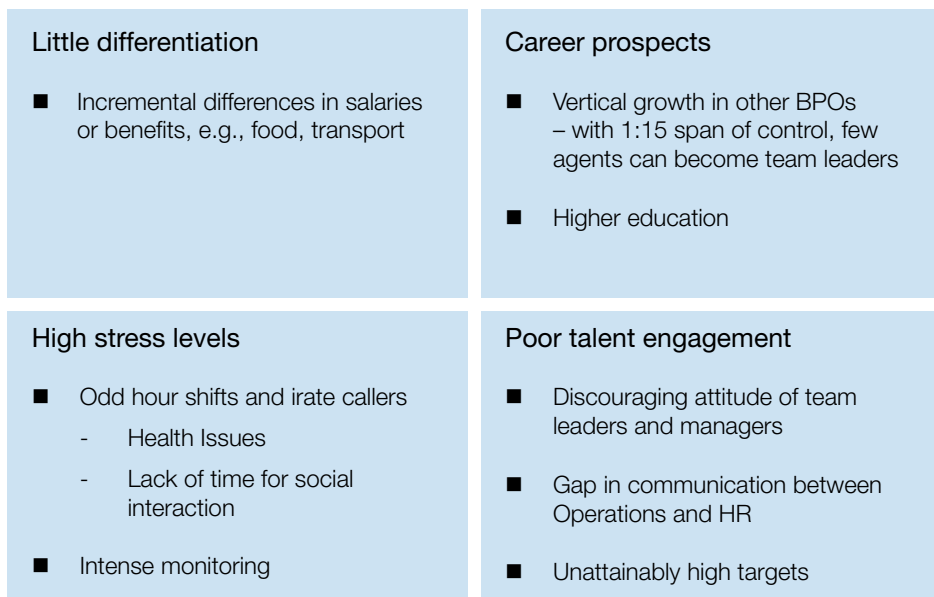 Little differentiation
■ Incremental differences in salaries
or benefits, e.g., food, transport
Career prospects
■ Vertical growth in other BPOs
– with 1:15 span of control, few
agents can become team leaders
■ Higher education
High stress levels
■ Odd hour shifts and irate callers
- Health Issues
- Lack of time for social
interaction
■ Intense monitoring
Poor talent engagement
■ Discouraging attitude of team
leaders and managers
■ Gap in communication between
Operations and HR
■ Unattainably high targets